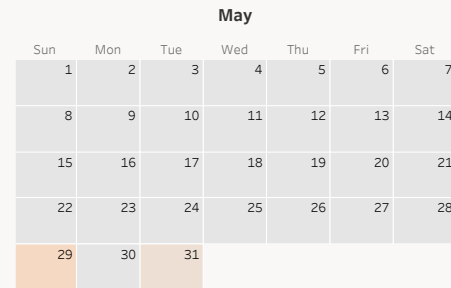 May
Sun Mon Tue Wed Thu Fri Sat
1 2 3 4 5 6 7
8 9 10 11 12 13 14
15 16 17 18 19 20 21
22 23 24 25 26 27 28
29 30 31